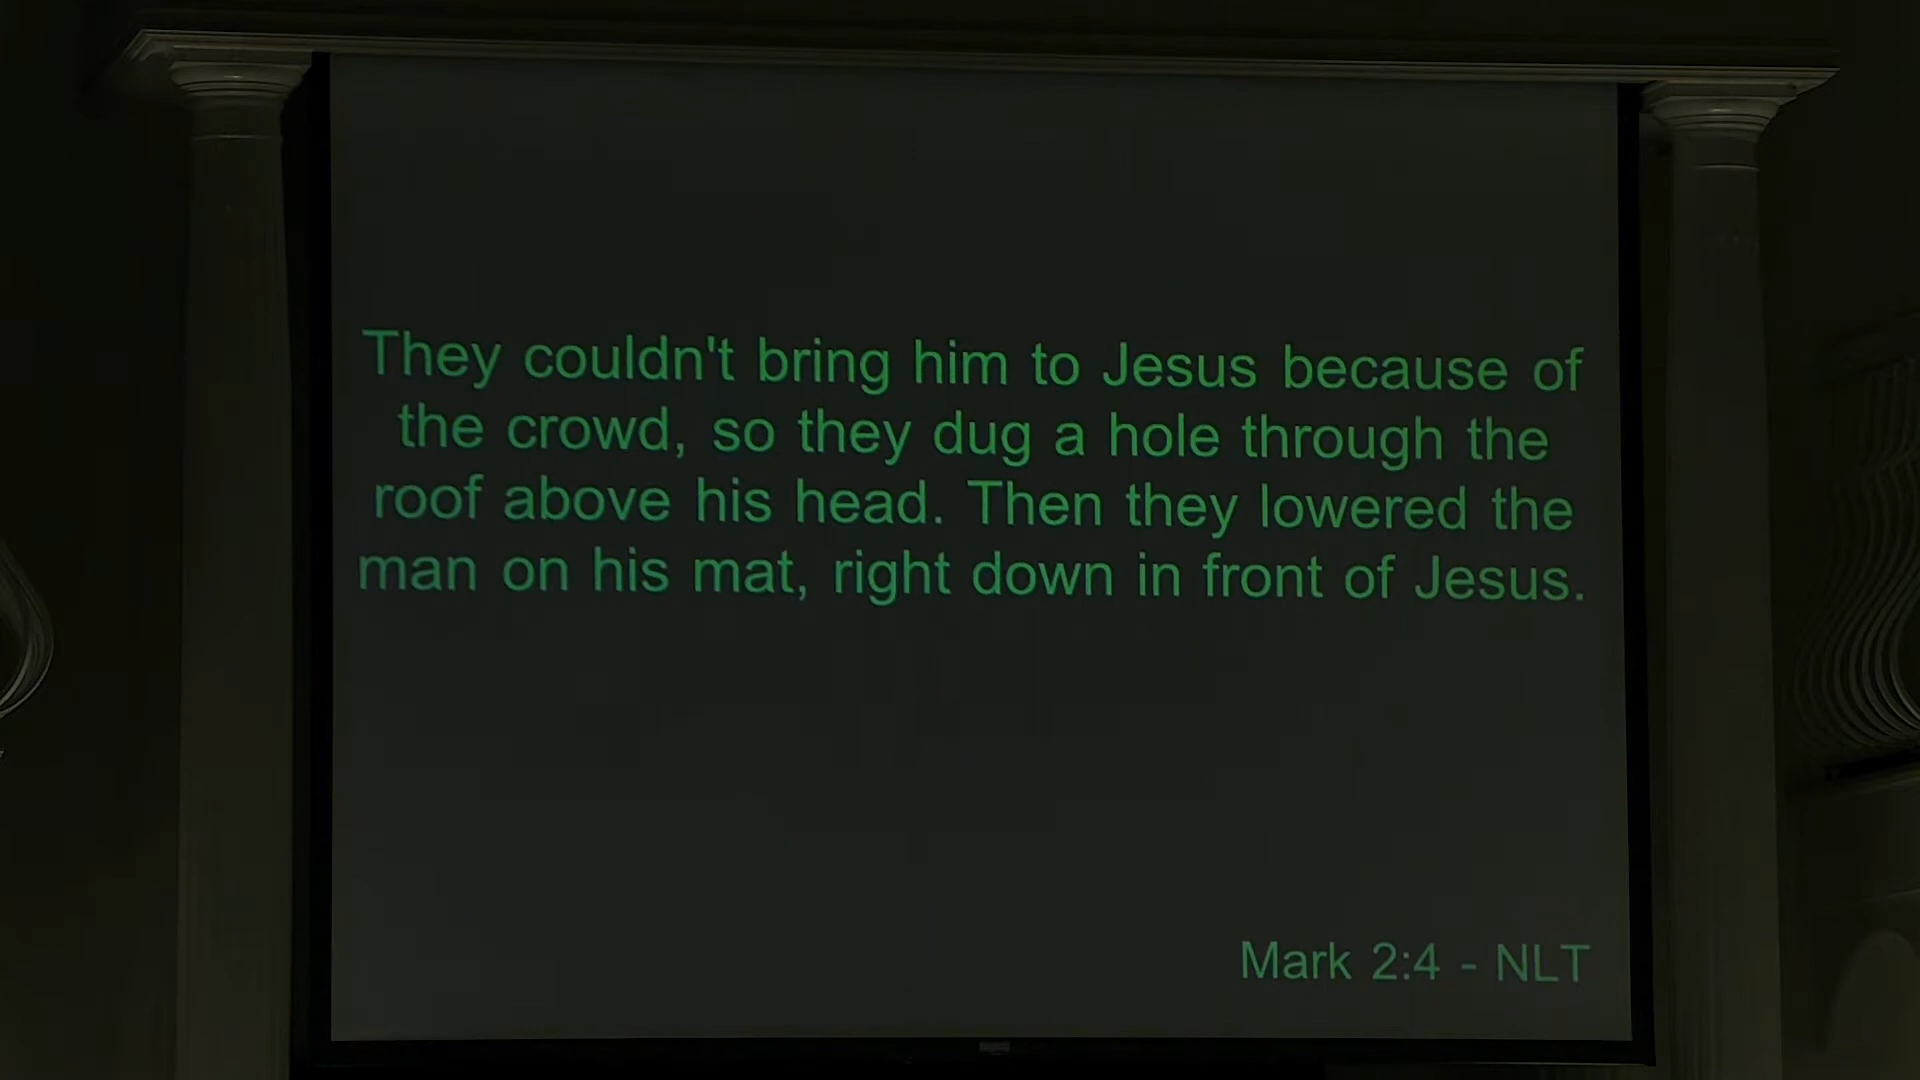 They couldn't bring him to Jesus because of
the crowd, so they dug a hole through the
roof above his head. Then they lowered the
man on his mat, right down in front of Jesus.
Mark 2:4 - NLT